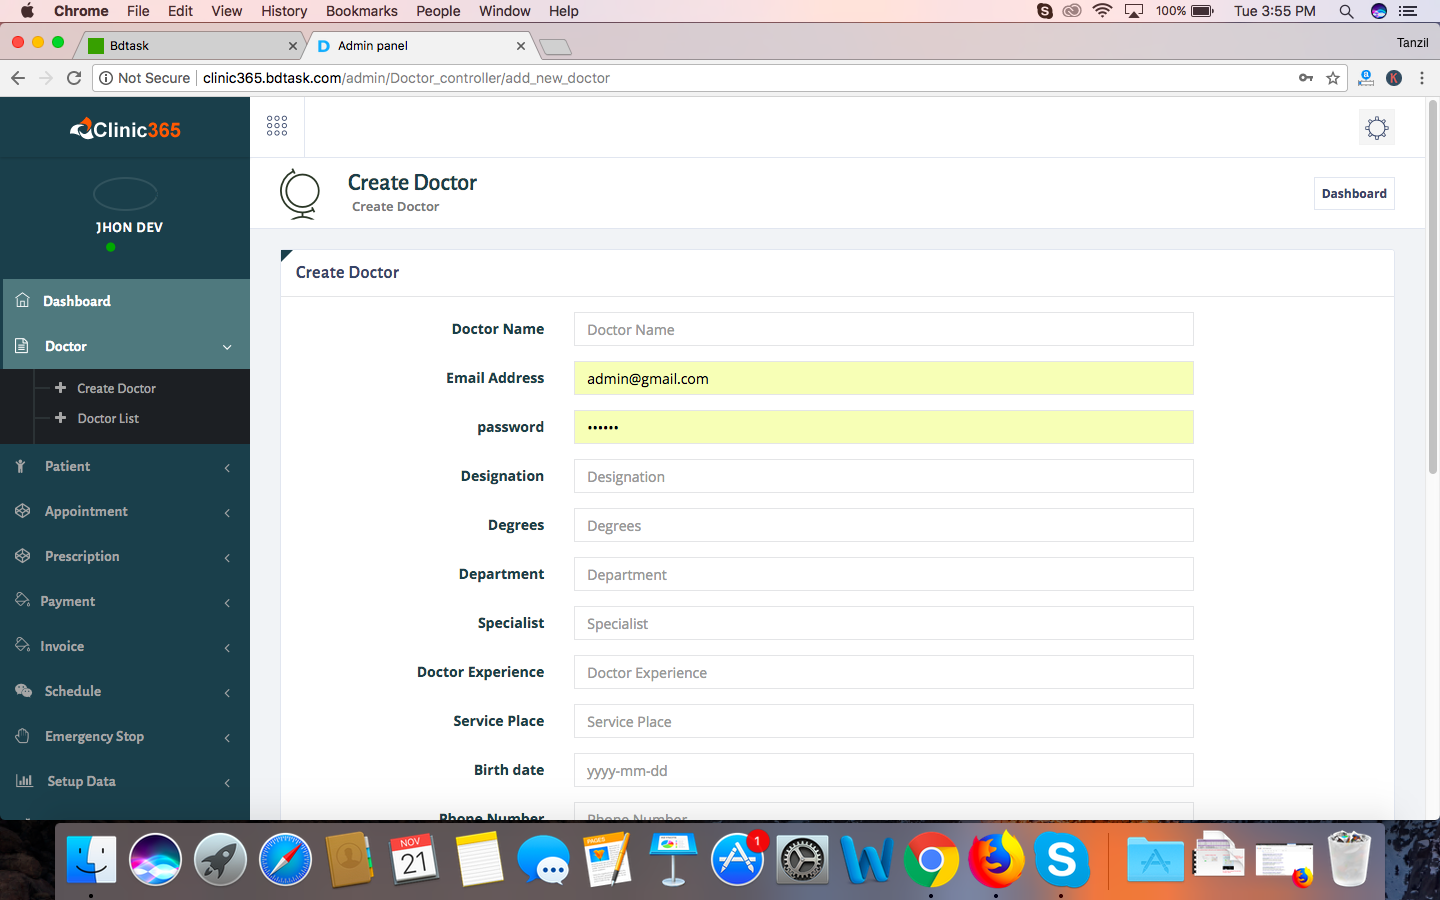 Chrome File Edit View History Bookmarks People Window Help 100% Tue 3:55 PM
Bdtask Admin panel Tanzil
Not Secure clinic365.bdtask.com/admin/Doctor_controller/add_new_doctor
Clinic365
JHON DEV
Dashboard
Doctor
Create Doctor
Doctor List
Patient
Appointment
Prescription
Payment
Invoice
Schedule
Emergency Stop
Setup Data
Create Doctor
Create Doctor
Dashboard
Create Doctor
Doctor Name Doctor Name
Email Address admin@gmail.com
password ••••••
Designation Designation
Degrees Degrees
Department Department
Specialist Specialist
Doctor Experience Doctor Experience
Service Place Service Place
Birth date yyyy-mm-dd
Phone Number Phone Number
NOV
21
PAGES
1